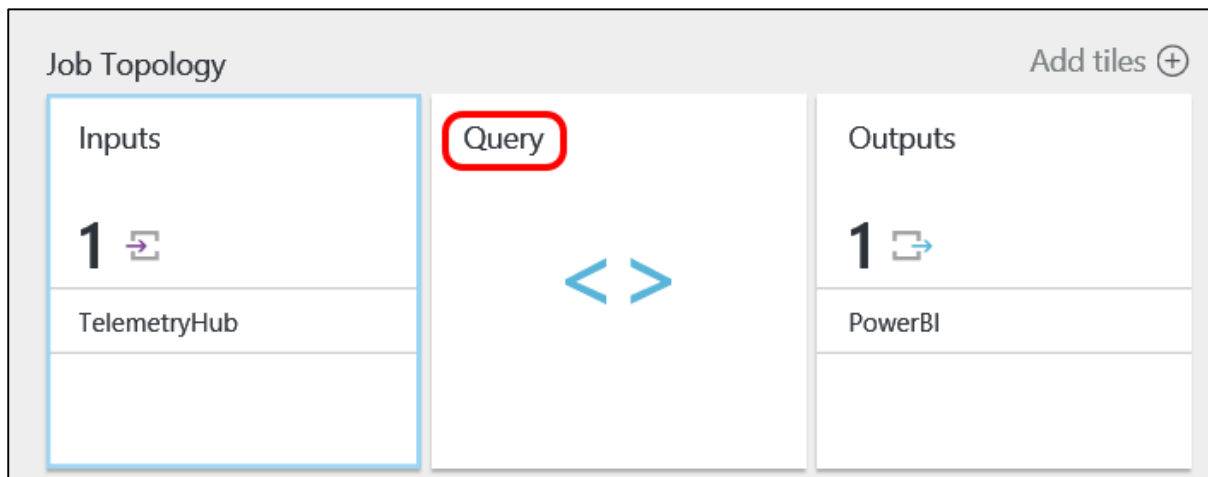 Job Topology
Add tiles
Inputs
Query
Outputs
1
< >
1
TelemetryHub
PowerBI